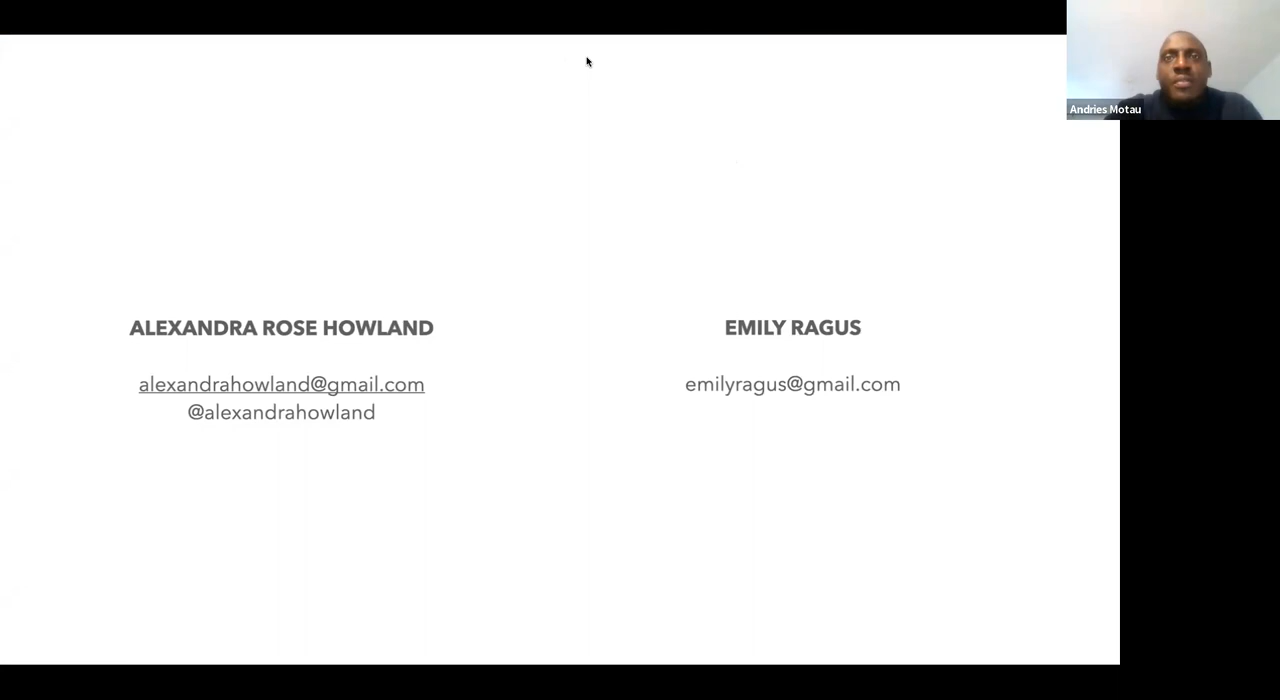 Andries Motau
ALEXANDRA ROSE HOWLAND
alexandrahowland@gmail.com
@alexandrahowland
EMILY RAGUS
emilyragus@gmail.com